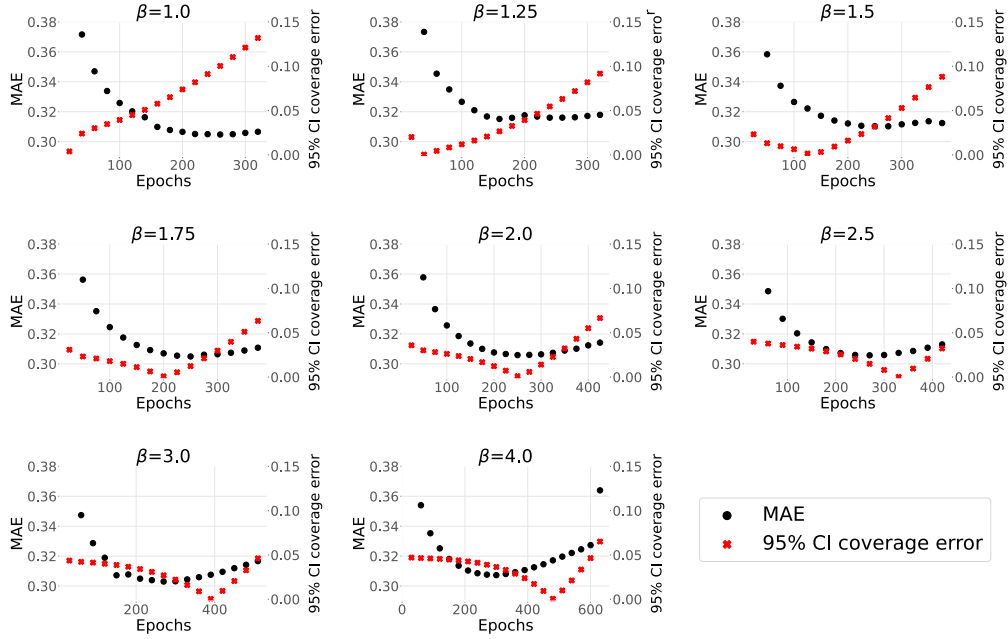 β=1.0
0.38
0.36
0.34
0.32
0.30
MAE
100
200
300
Epochs
0.15
0.10
0.05
0.00
95% CI coverage error
β=1.25
0.38
0.36
0.34
0.32
0.30
MAE
100
200
300
Epochs
0.15
0.10
0.05
0.00
95% CI coverage error
β=1.5
0.38
0.36
0.34
0.32
0.30
MAE
100
200
300
Epochs
0.15
0.10
0.05
0.00
95% CI coverage error
β=1.75
0.38
0.36
0.34
0.32
0.30
MAE
100
200
300
Epochs
0.15
0.10
0.05
0.00
95% CI coverage error
β=2.0
0.38
0.36
0.34
0.32
0.30
MAE
100
200
300
400
Epochs
0.15
0.10
0.05
0.00
95% CI coverage error
β=2.5
0.38
0.36
0.34
0.32
0.30
MAE
100
200
300
400
Epochs
0.15
0.10
0.05
0.00
95% CI coverage error
β=3.0
0.38
0.36
0.34
0.32
0.30
MAE
200
400
Epochs
0.15
0.10
0.05
0.00
95% CI coverage error
β=4.0
0.38
0.36
0.34
0.32
0.30
MAE
0
200
400
600
Epochs
0.15
0.10
0.05
0.00
95% CI coverage error
MAE
95% CI coverage error